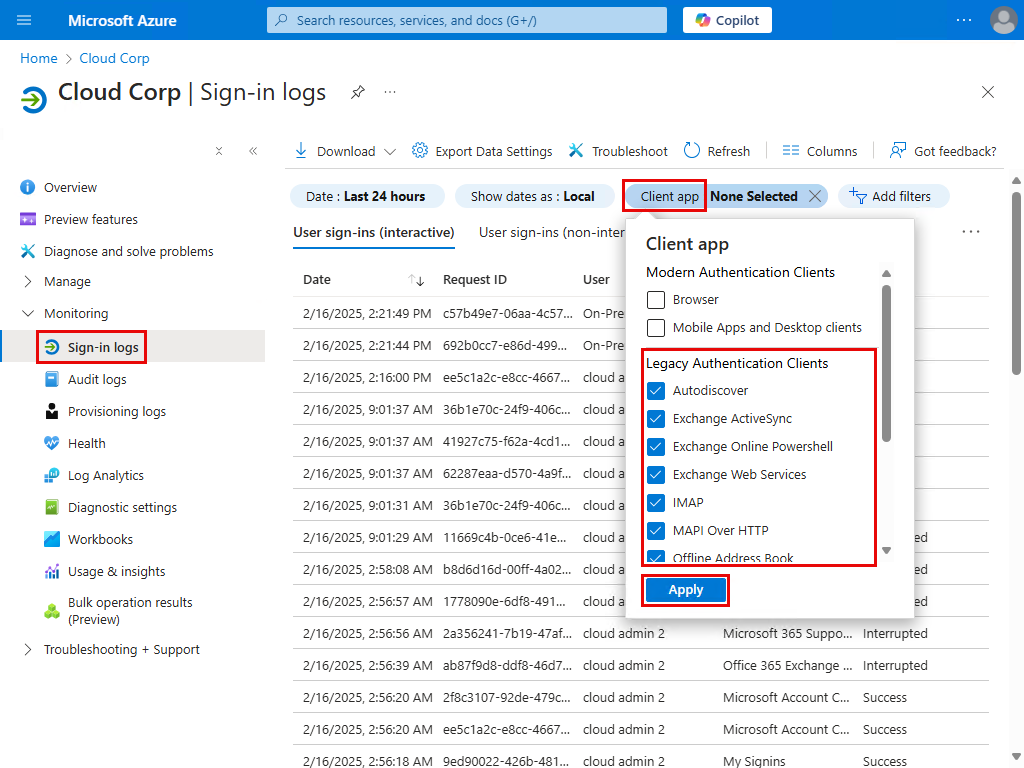 Microsoft Azure
Search resources, services, and docs (G+/)
Copilot
Home > Cloud Corp
Cloud Corp | Sign-in logs
Download
Export Data Settings
Troubleshoot
Refresh
Columns
Got feedback?
Overview
Preview features
Diagnose and solve problems
Manage
Monitoring
Sign-in logs
Audit logs
Provisioning logs
Health
Log Analytics
Diagnostic settings
Workbooks
Usage & insights
Bulk operation results
(Preview)
Troubleshooting + Support
Date : Last 24 hours
Show dates as : Local
Client app None Selected
Add filters
User sign-ins (interactive)
User sign-ins (non-inter
Date Request ID User
2/16/2025, 2:21:49 PM c57b49e7-06aa-4c57... On-Pre
2/16/2025, 2:21:44 PM 692b0cc7-e86d-499... On-Pre
2/16/2025, 2:16:00 PM ee5c1a2c-e8cc-4667... cloud a
2/16/2025, 9:01:37 AM 36b1e70c-24f9-406c... cloud a
2/16/2025, 9:01:37 AM 41927c75-f62a-4cd1... cloud a
2/16/2025, 9:01:37 AM 62287eaa-d570-4a9f... cloud a
2/16/2025, 9:01:31 AM 36b1e70c-24f9-406c... cloud a
2/16/2025, 9:01:29 AM 11669c4b-0ce6-41e... cloud a ed
2/16/2025, 2:58:08 AM b8d6d16d-00ff-4a02... cloud a ed
2/16/2025, 2:56:57 AM 1778090e-6df8-491... cloud a ed
2/16/2025, 2:56:56 AM 2a356241-7b19-47af... cloud admin 2 Microsoft 365 Suppo... Interrupted
2/16/2025, 2:56:39 AM ab87f9d8-ddf8-46d7... cloud admin 2 Office 365 Exchange ... Interrupted
2/16/2025, 2:56:20 AM 2f8c3107-92de-479c... cloud admin 2 Microsoft Account C... Success
2/16/2025, 2:56:20 AM ee5c1a2c-e8cc-4667... cloud admin 2 Microsoft Account C... Success
2/16/2025, 2:56:18 AM 9ed90022-426b-481... cloud admin 2 My Signins Success
Client app
Modern Authentication Clients
Browser
Mobile Apps and Desktop clients
Legacy Authentication Clients
Autodiscover
Exchange ActiveSync
Exchange Online Powershell
Exchange Web Services
IMAP
MAPI Over HTTP
Offline Address Book
Apply